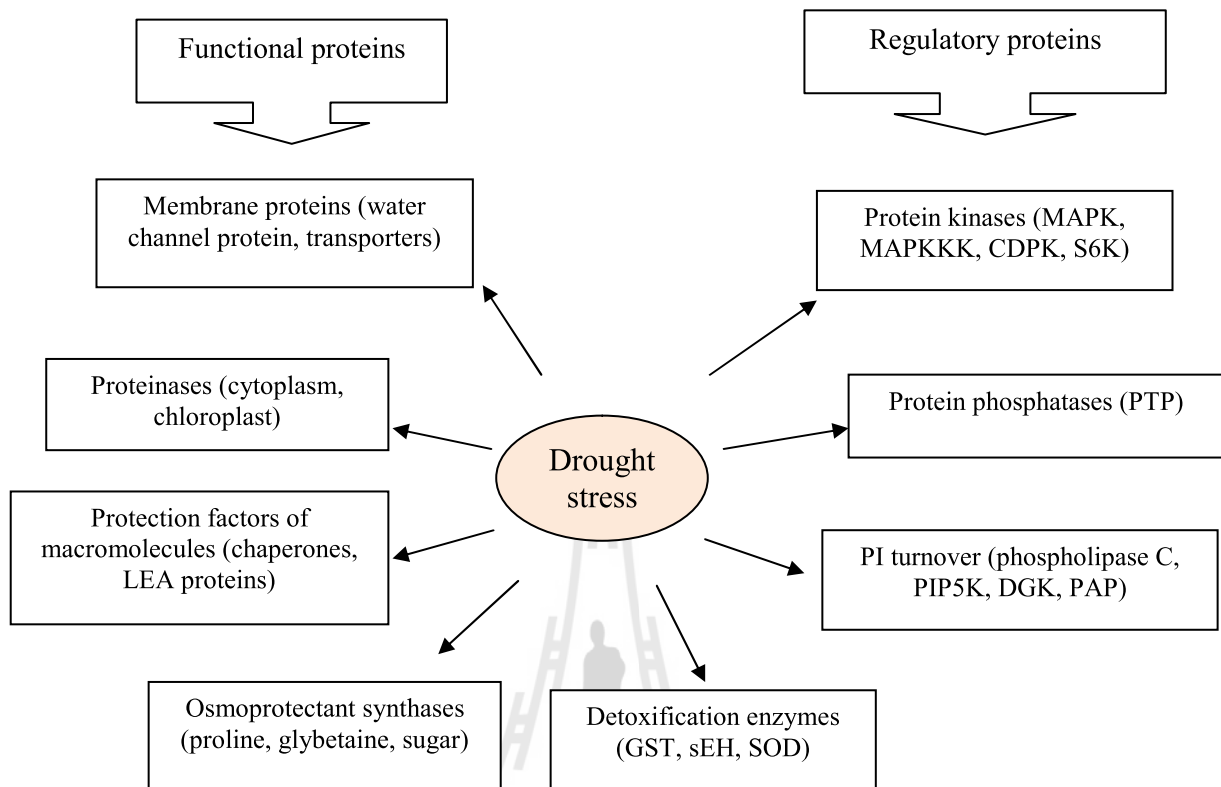 Functional proteins
Regulatory proteins
Membrane proteins (water
channel protein, transporters)
Protein kinases (MAPK,
MAPKKK, CDPK, S6K)
Proteinases (cytoplasm,
chloroplast)
Protein phosphatases (PTP)
Drought
stress
Protection factors of
macromolecules (chaperones,
LEA proteins)
PI turnover (phospholipase C,
PIP5K, DGK, PAP)
Osmoprotectant synthases
(proline, glybetaine, sugar)
Detoxification enzymes
(GST, sEH, SOD)